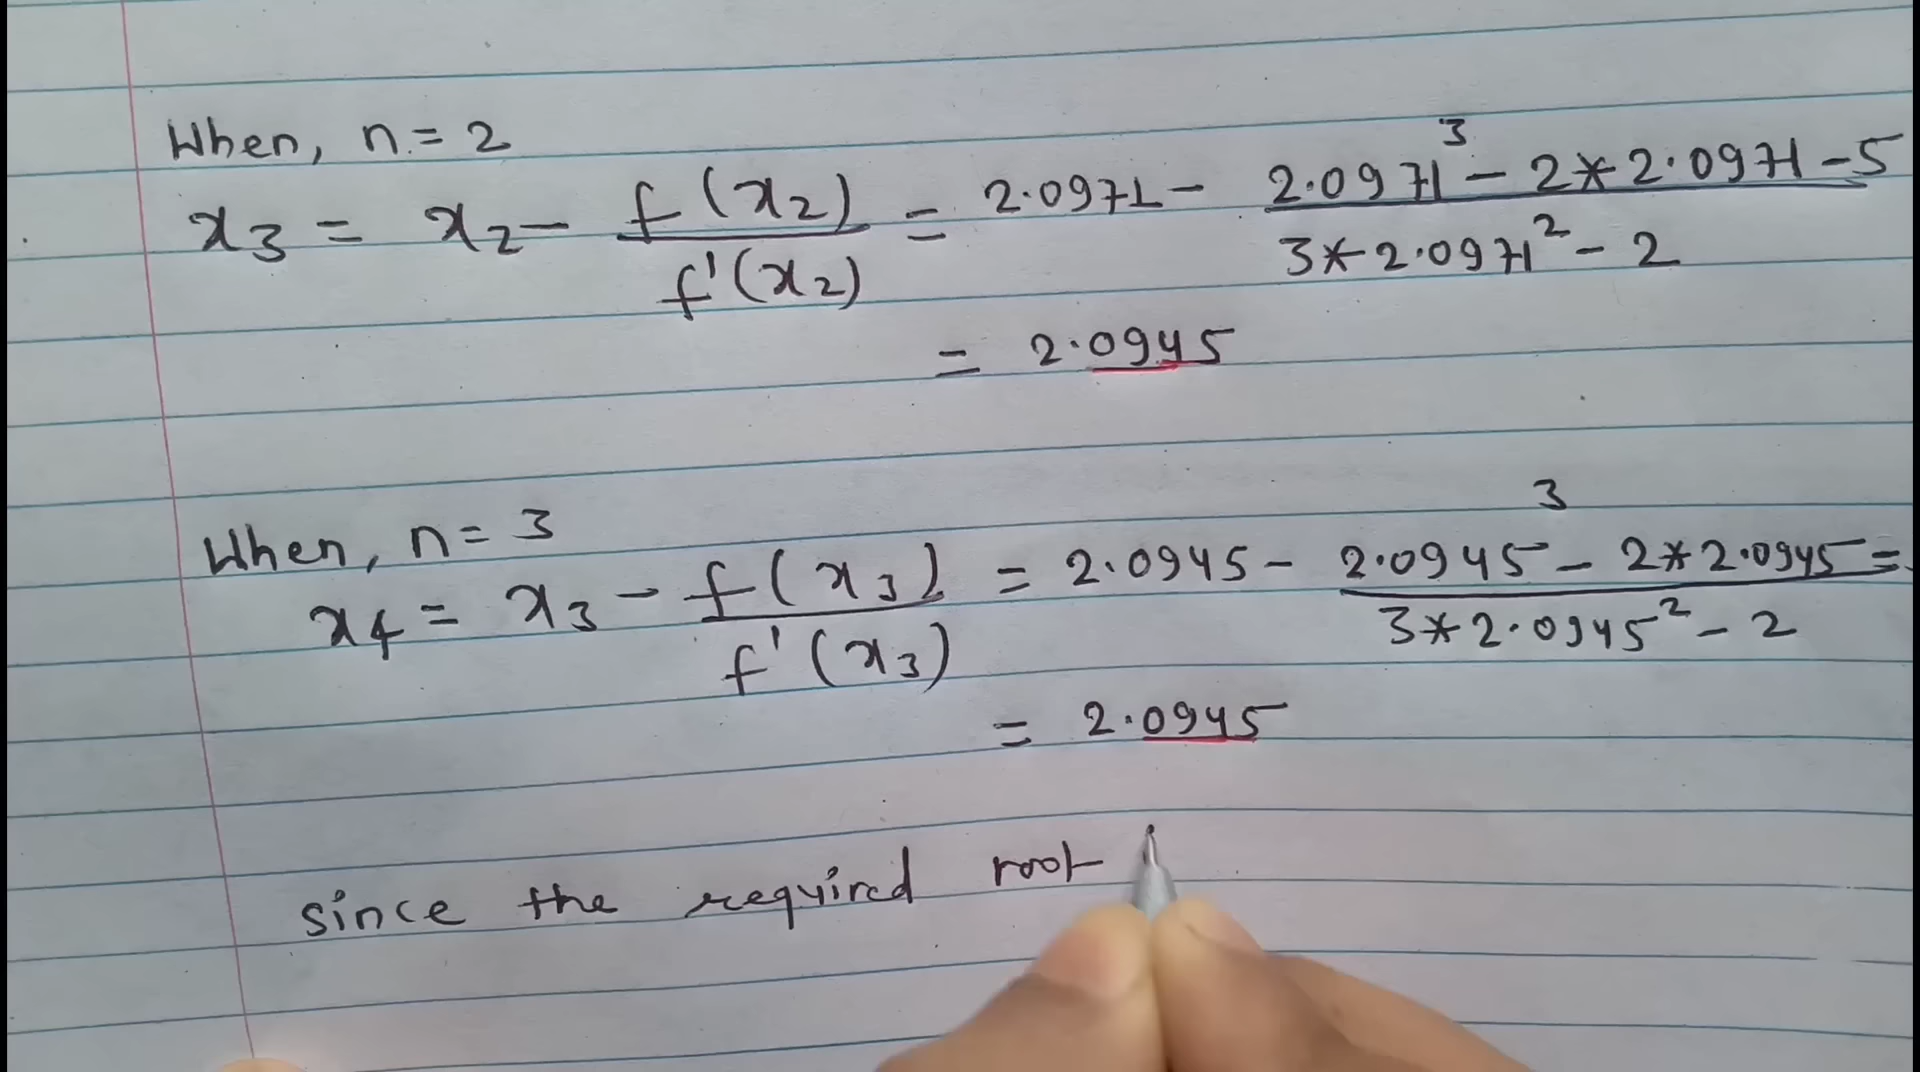 When, n = 2
x₃ = x₂ - f(x₂)/f'(x₂) = 2.0971 - (2.0971³ - 2*2.0971 - 5)/(3*2.0971² - 2)
= 2.0945
When, n = 3
x₄ = x₃ - f(x₃)/f'(x₃) = 2.0945 - (2.0945³ - 2*2.0945 =)/(3*2.0945² - 2)
= 2.0945
since the required root